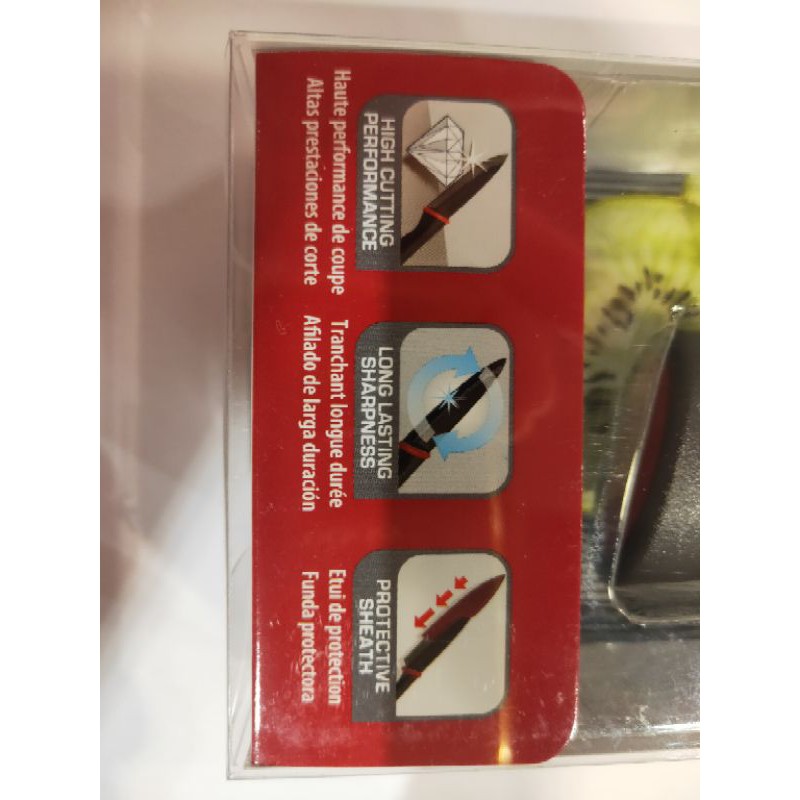 HIGH CUTTING
PERFORMANCE
Haute performance de coupe
Altas prestaciones de corte
LONG LASTING
SHARPNESS
Tranchant longue durée
Afilado de larga duración
PROTECTIVE
SHEATH
Etui de protection
Funda protectora